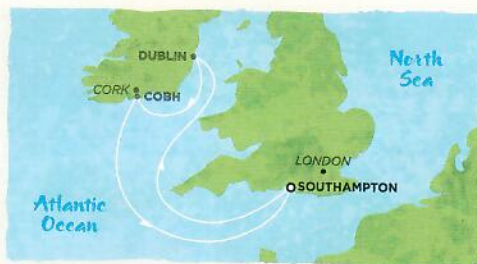 DUBLIN
North
Sea
CORK
COBH
LONDON
SOUTHAMPTON
Atlantic
Ocean